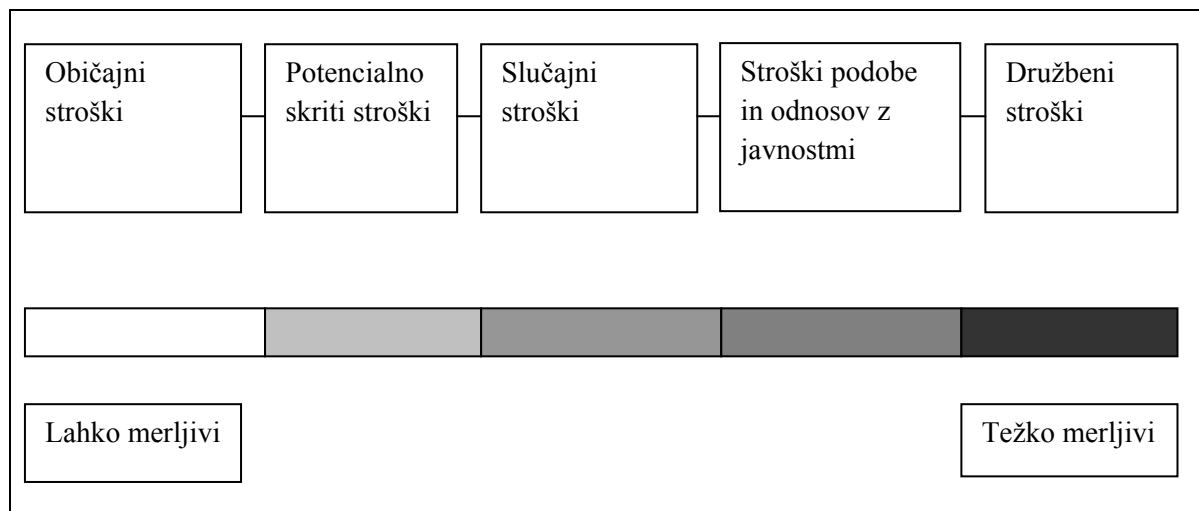 Običajni
stroški
Potencialno
skriti stroški
Slučajni
stroški
Stroški podobe
in odnosov z
javnostmi
Družbeni
stroški
Lahko merljivi
Težko merljivi